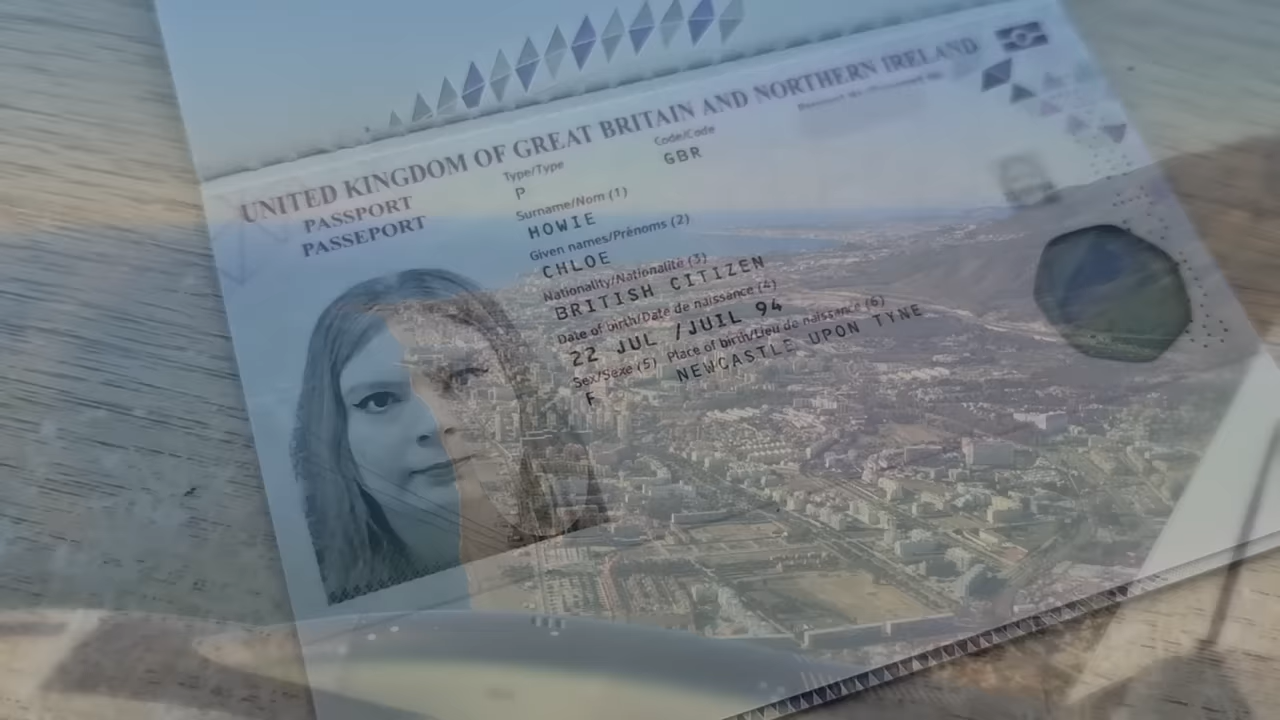 UNITED KINGDOM OF GREAT BRITAIN AND NORTHERN IRELAND
PASSPORT
PASSEPORT
Type/Type
P
Code/Code
GBR
Surname/Nom (1)
HOWIE
Given names/Prénoms (2)
CHLOE
Nationality/Nationalité (3)
BRITISH CITIZEN
Date of birth/Date de naissance (4)
22 JUL /JUIL 94
Sex/Sexe (5) Place of birth/Lieu de naissance (6)
F NEWCASTLE UPON TYNE